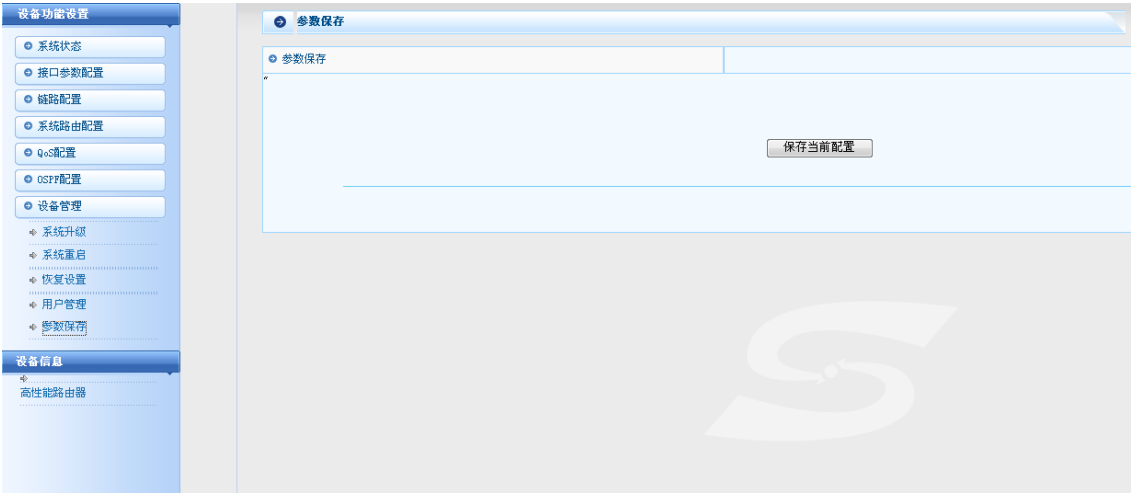 设备功能设置
系统状态
接口参数配置
链路配置
系统路由配置
QoS配置
OSPF配置
设备管理
系统升级
系统重启
恢复设置
用户管理
参数保存
设备信息
高性能路由器
参数保存
参数保存
"
保存当前配置